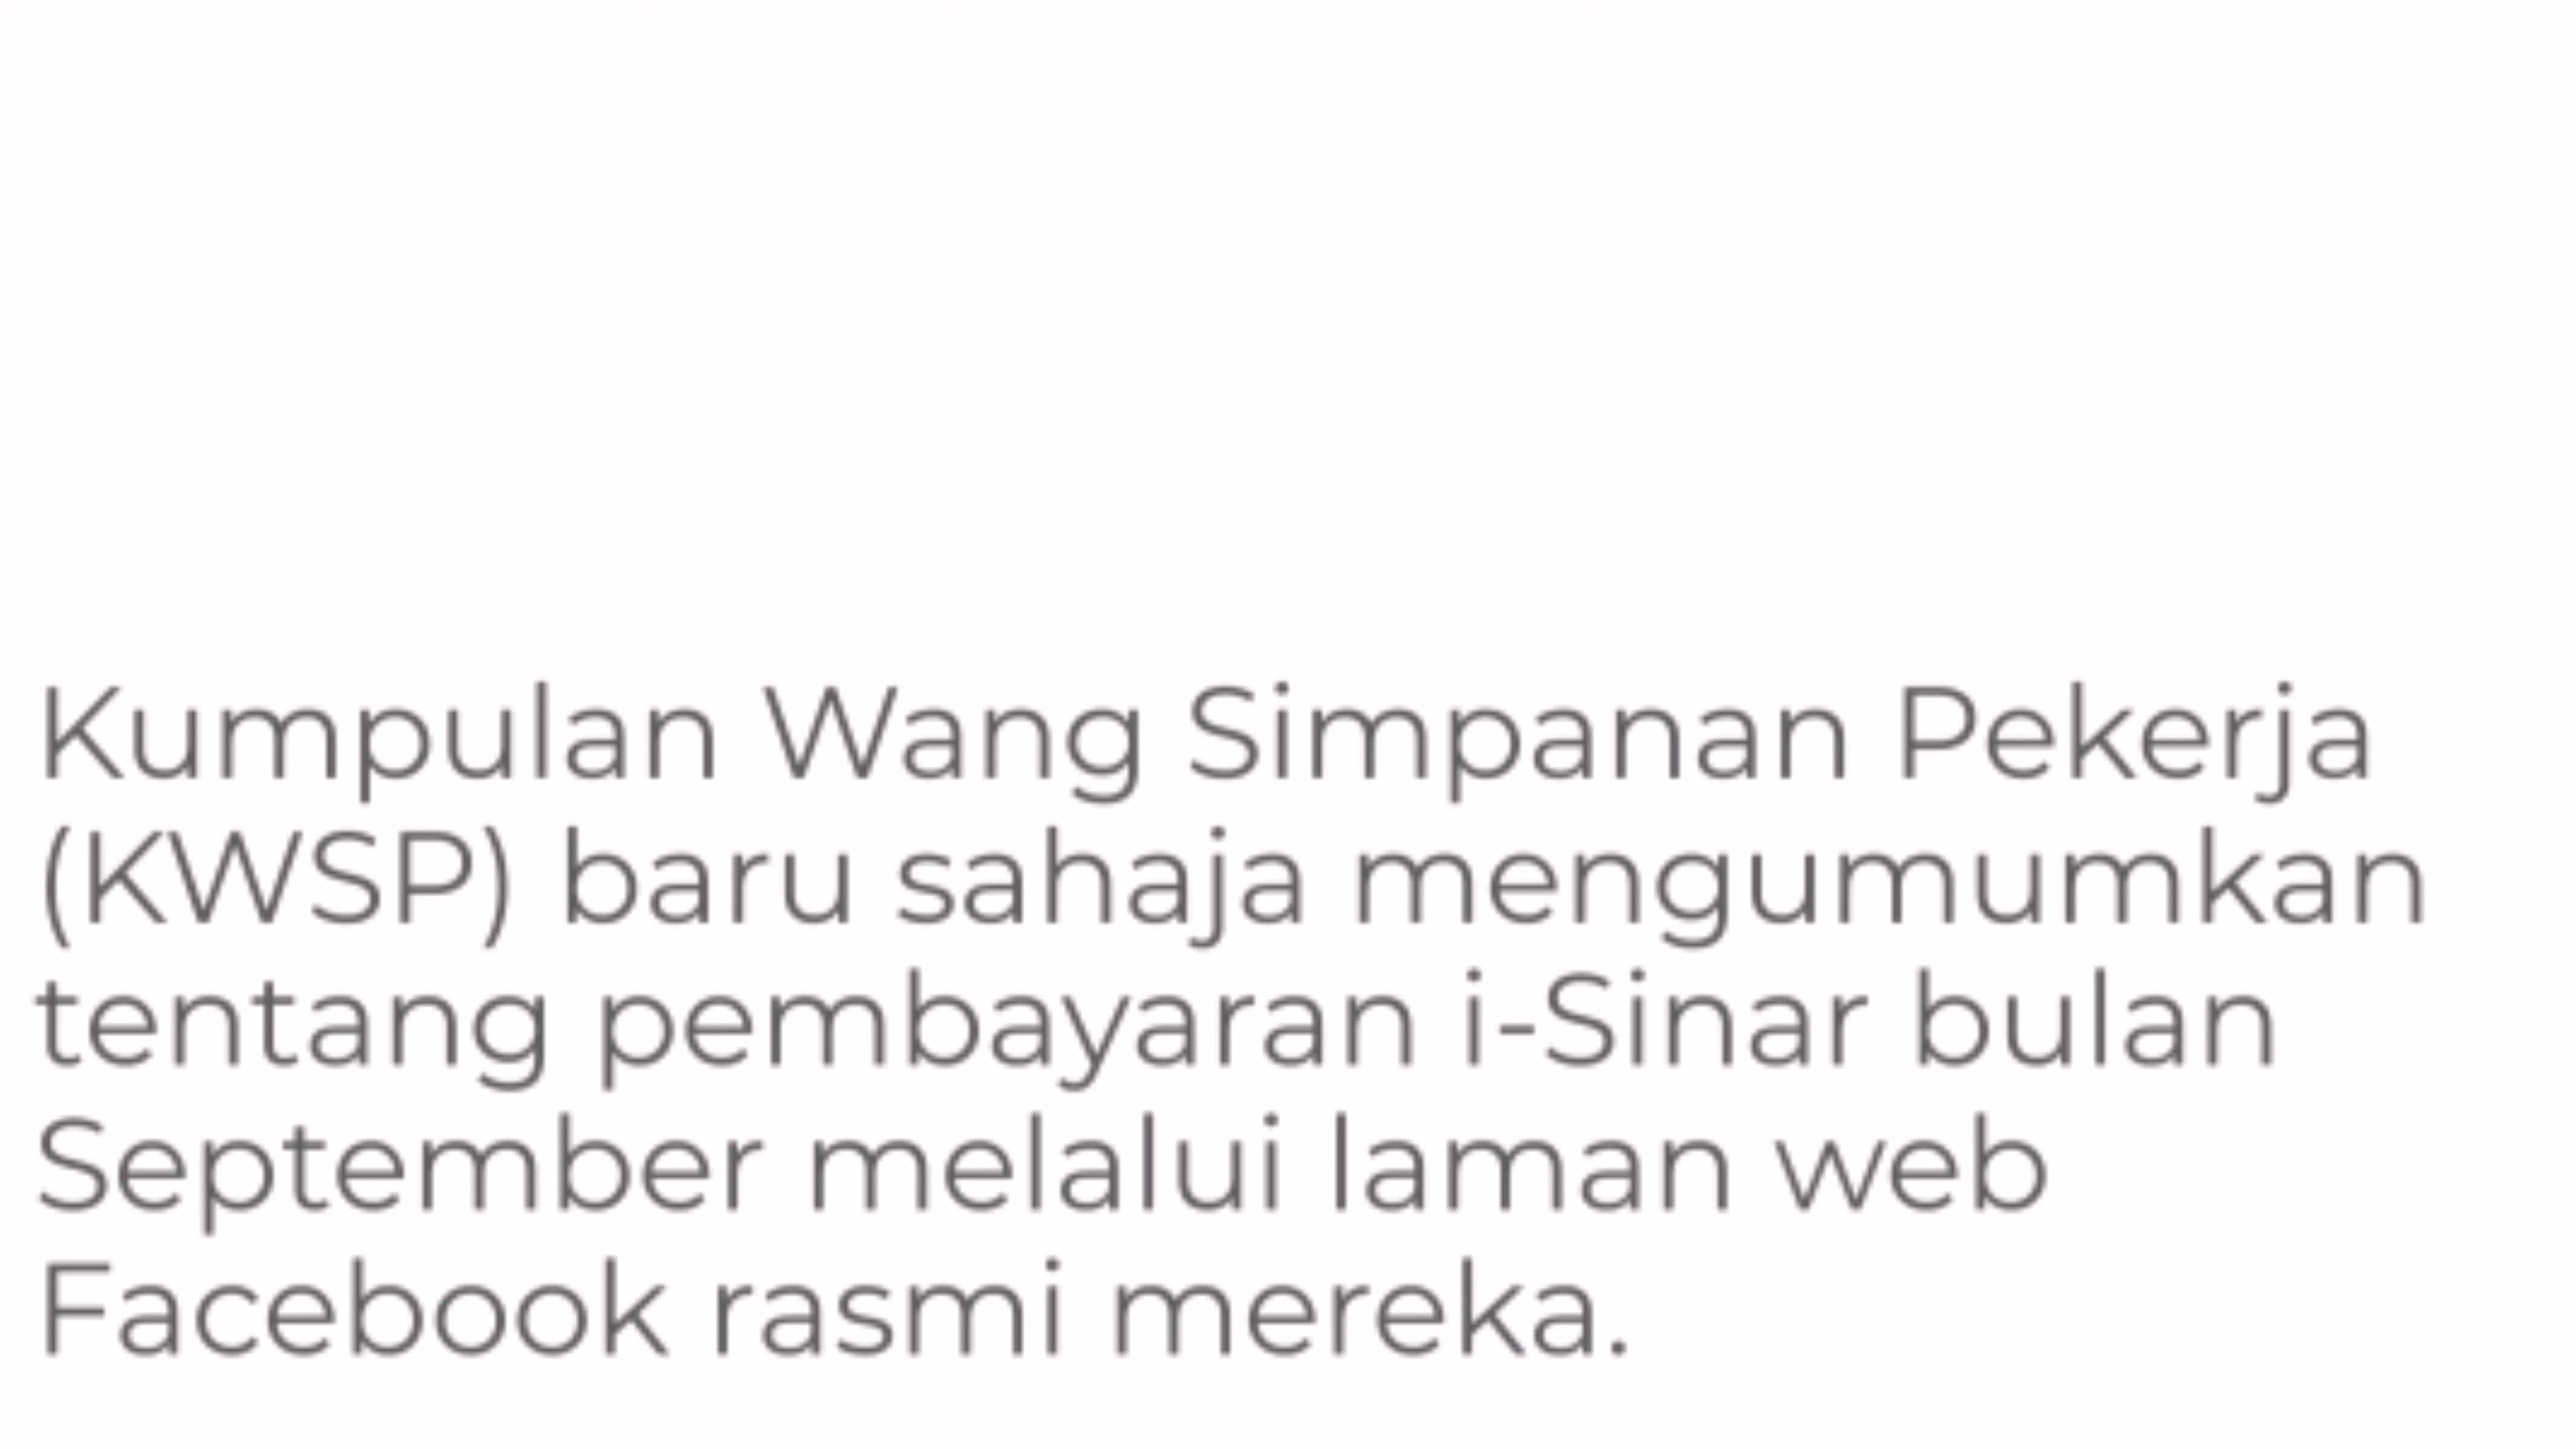 Kumpulan Wang Simpanan Pekerja
(KWSP) baru sahaja mengumumkan
tentang pembayaran i-Sinar bulan
September melalui laman web
Facebook rasmi mereka.